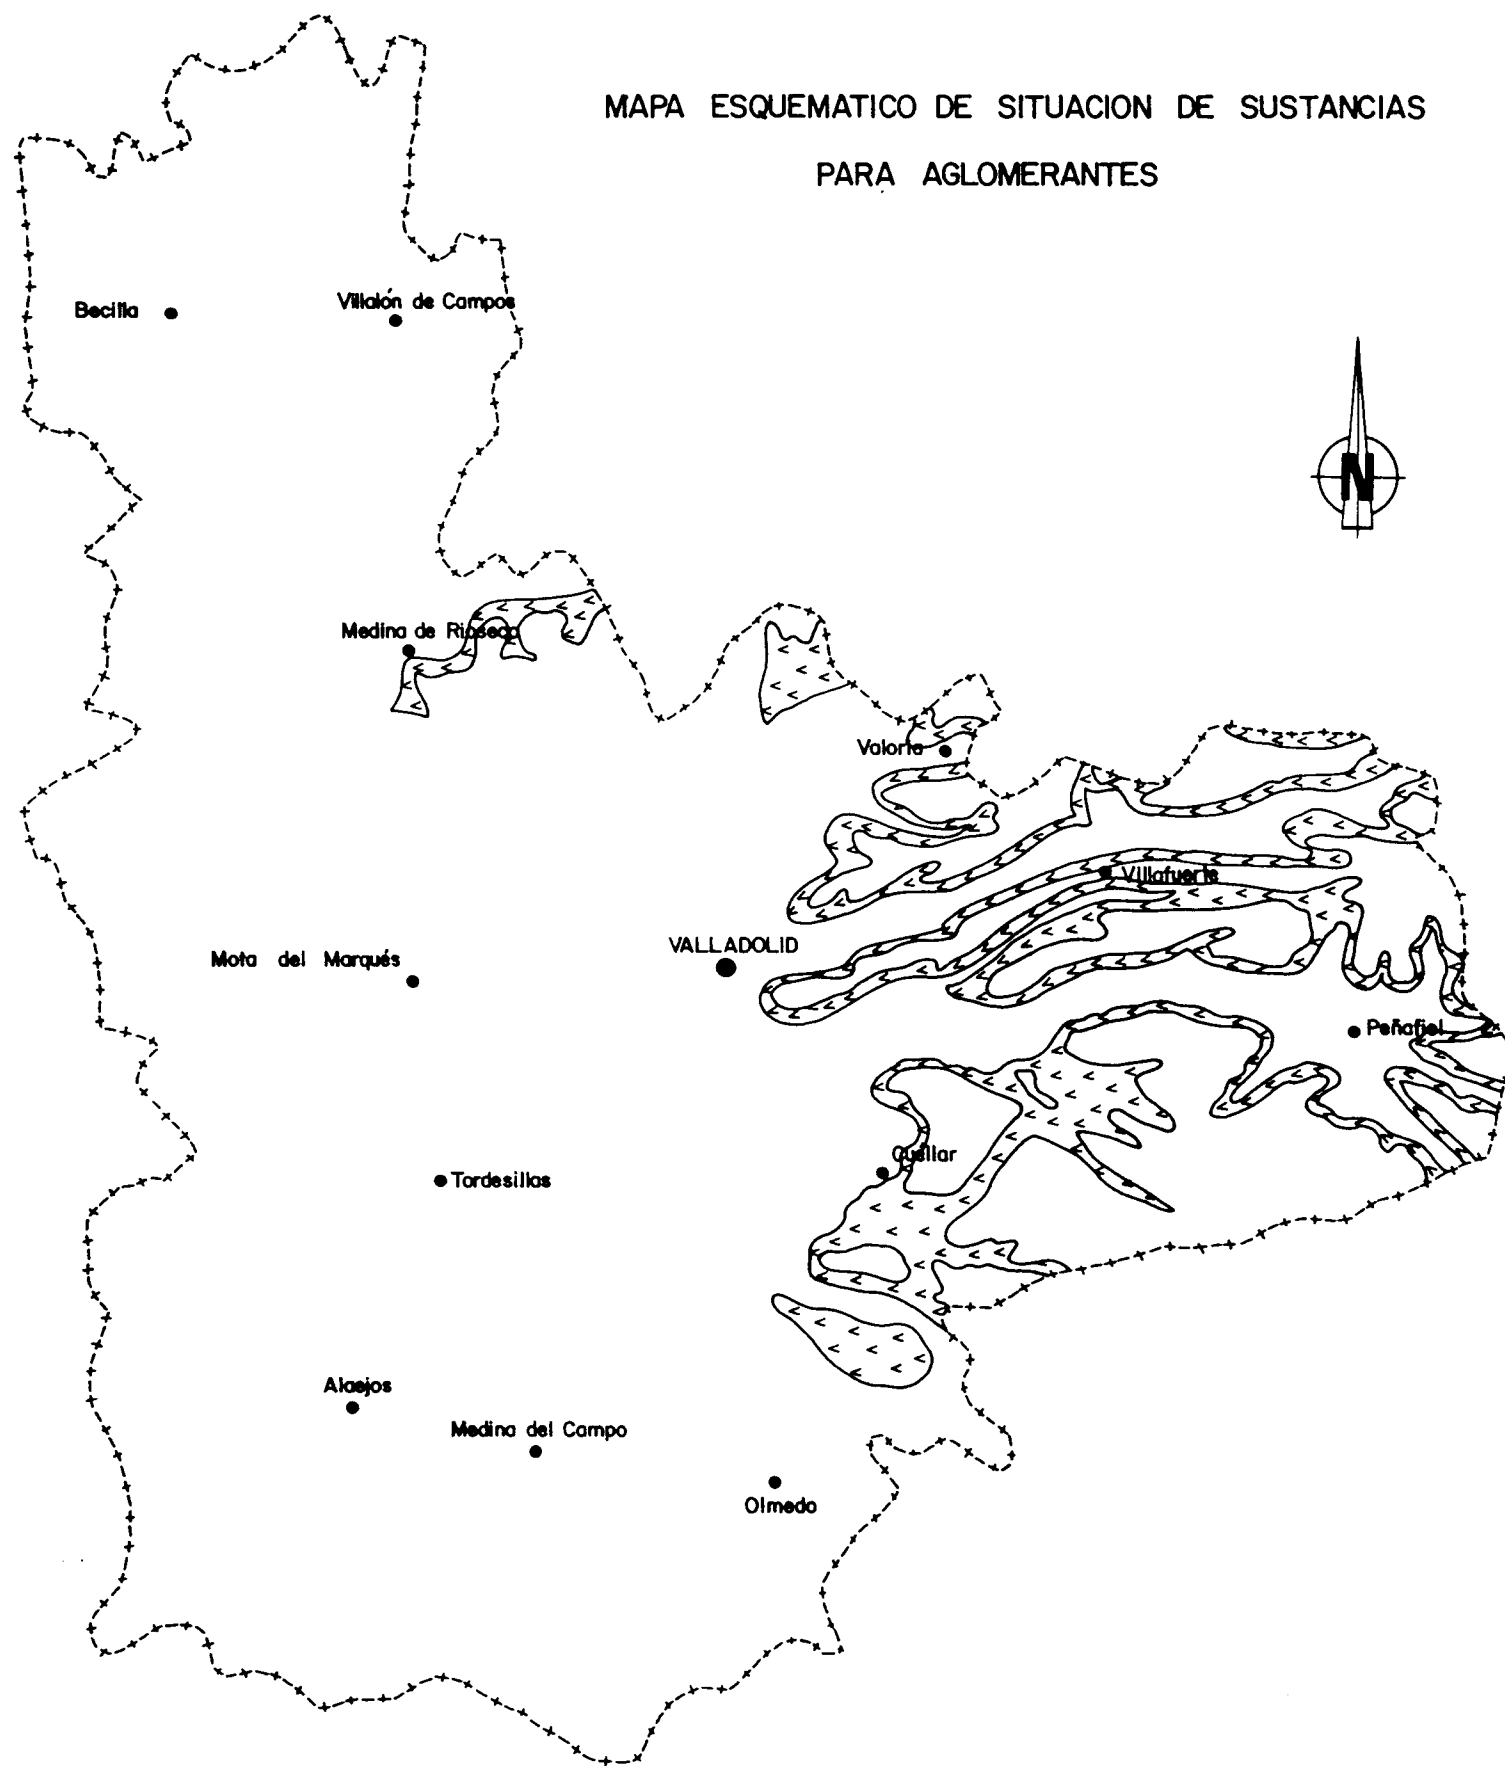 MAPA ESQUEMATICO DE SITUACION DE SUSTANCIAS
PARA AGLOMERANTES
Becilla
Villalón de Campos
N
Medina de Rioseco
Valoria
Villafuerte
VALLADOLID
Mota del Marqués
Peñafiel
Cuéllar
Tordesillas
Alaejos
Medina del Campo
Olmedo